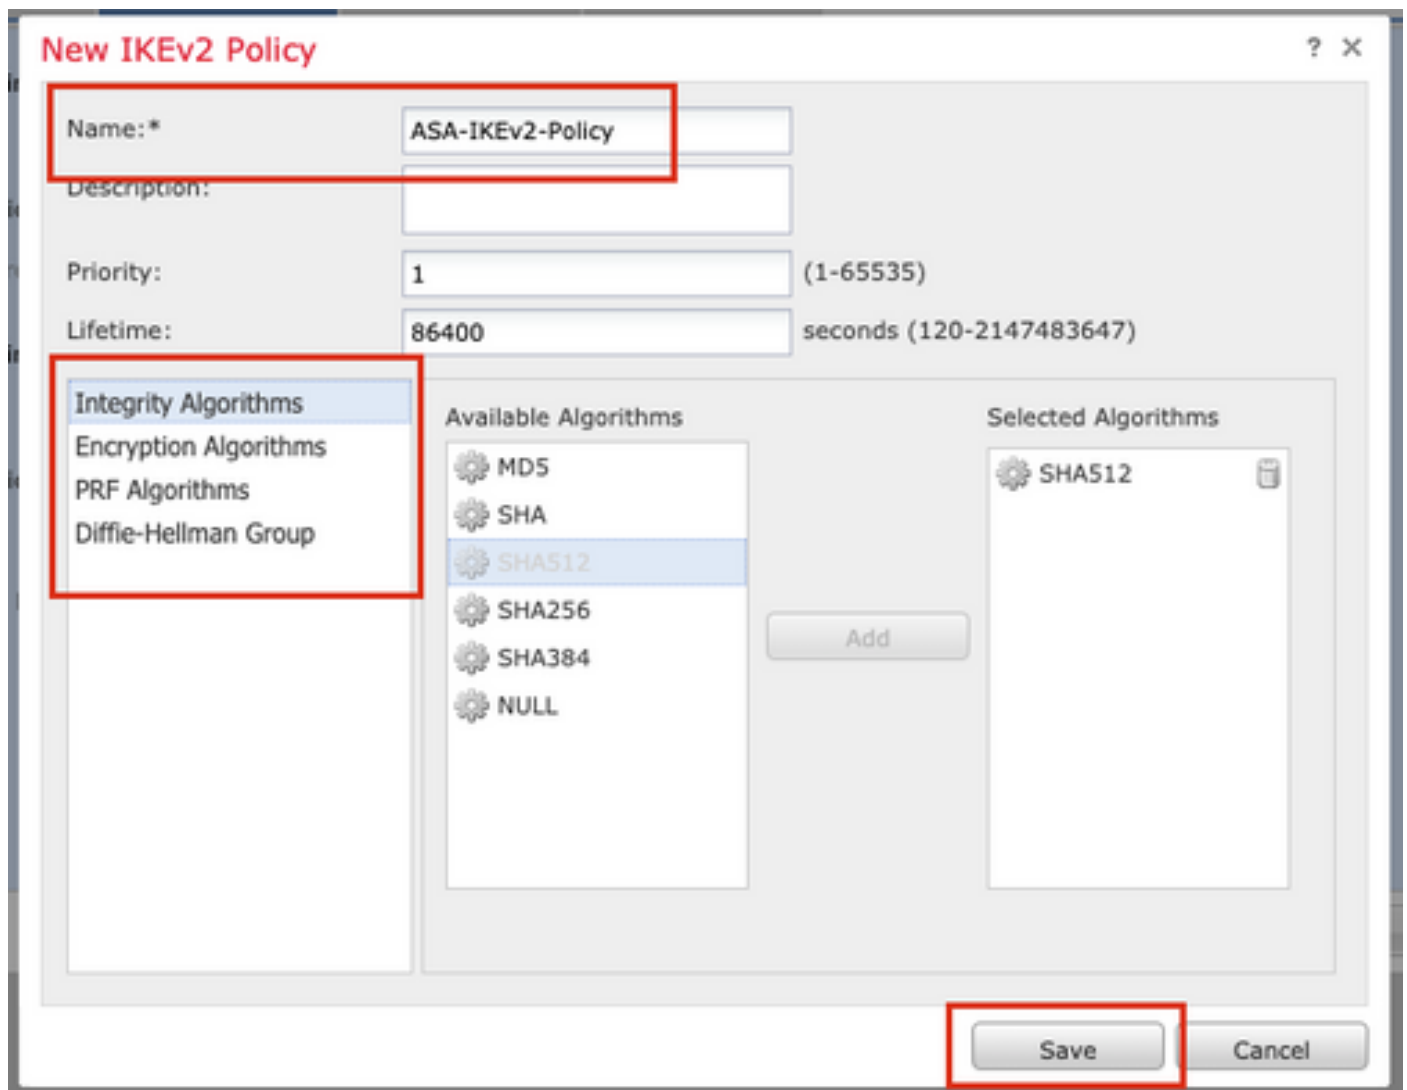 New IKEv2 Policy
? ×
Name:* ASA-IKEv2-Policy
Description:
Priority: 1 (1-65535)
Lifetime: 86400 seconds (120-2147483647)
Integrity Algorithms
Encryption Algorithms
PRF Algorithms
Diffie-Hellman Group
Available Algorithms
MD5
SHA
SHA512
SHA256
SHA384
NULL
Add
Selected Algorithms
SHA512
Save Cancel